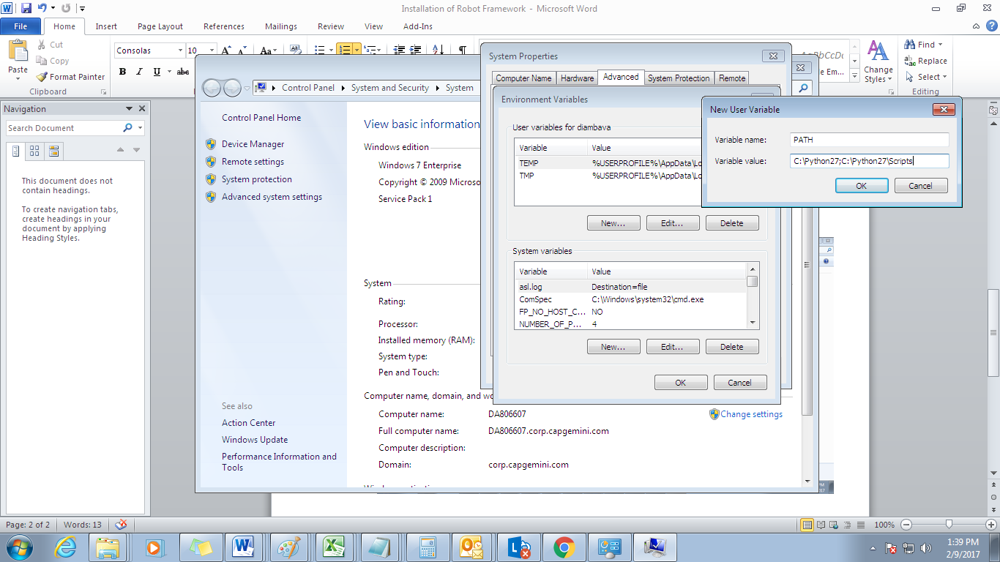 Installation of Robot Framework - Microsoft Word
File Home Insert Page Layout References Mailings Review View Add-Ins
Paste
Cut
Copy
Format Painter
Clipboard
Consolas 10
B I U abc
Change Styles
Find
Replace
Select
Editing
Navigation
Search Document
This document does not
contain headings.
To create navigation tabs,
create headings in your
document by applying
Heading Styles.
Control Panel System and Security System
Control Panel Home
Device Manager
Remote settings
System protection
Advanced system settings
See also
Action Center
Windows Update
Performance Information and
Tools
View basic information
Windows edition
Windows 7 Enterprise
Copyright © 2009 Microso
Service Pack 1
System
Rating:
Processor:
Installed memory (RAM):
System type:
Pen and Touch:
Computer name, domain, and wo
Computer name: DA806607
Change settings
Full computer name: DA806607.corp.capgemini.com
Computer description:
Domain: corp.capgemini.com
System Properties
Computer Name Hardware Advanced System Protection Remote
Environment Variables
User variables for diambava
Variable Value
TEMP %USERPROFILE%\AppData\Lo
TMP %USERPROFILE%\AppData\Lo
New... Edit... Delete
System variables
Variable Value
asl.log Destination=file
ComSpec C:\Windows\system32\cmd.exe
FP_NO_HOST_C... NO
NUMBER_OF_P... 4
New... Edit... Delete
OK Cancel
New User Variable
Variable name: PATH
Variable value: C:\Python27;C:\Python27\Scripts
OK Cancel
Page: 2 of 2 Words: 13
100%
1:39 PM
2/9/2017